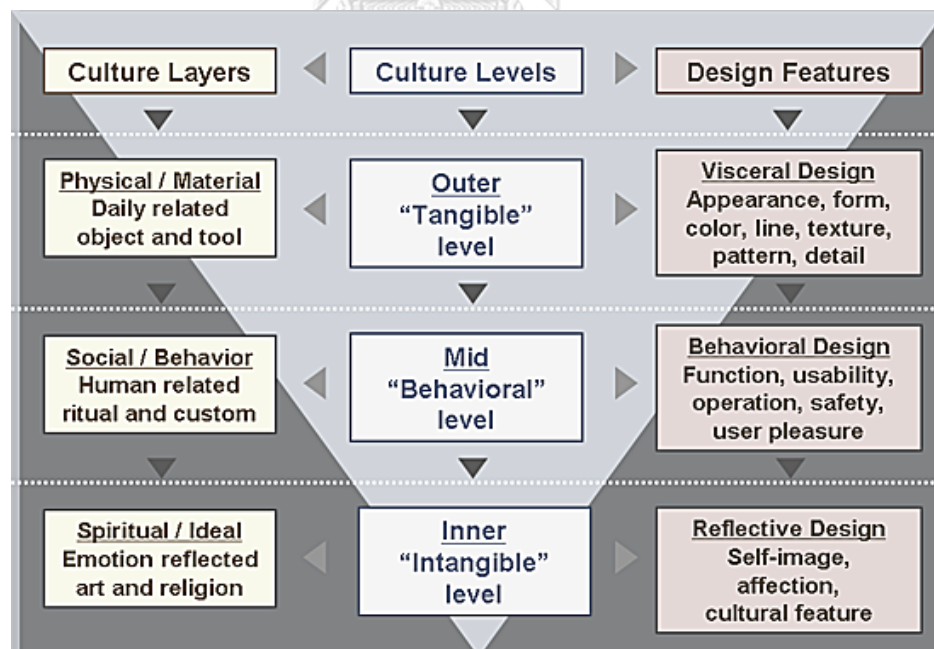 Culture Layers
Culture Levels
Design Features
Physical / Material
Daily related
object and tool
Outer
“Tangible”
level
Visceral Design
Appearance, form,
color, line, texture,
pattern, detail
Social / Behavior
Human related
ritual and custom
Mid
“Behavioral”
level
Behavioral Design
Function, usability,
operation, safety,
user pleasure
Spiritual / Ideal
Emotion reflected
art and religion
Inner
“Intangible”
level
Reflective Design
Self-image,
affection,
cultural feature